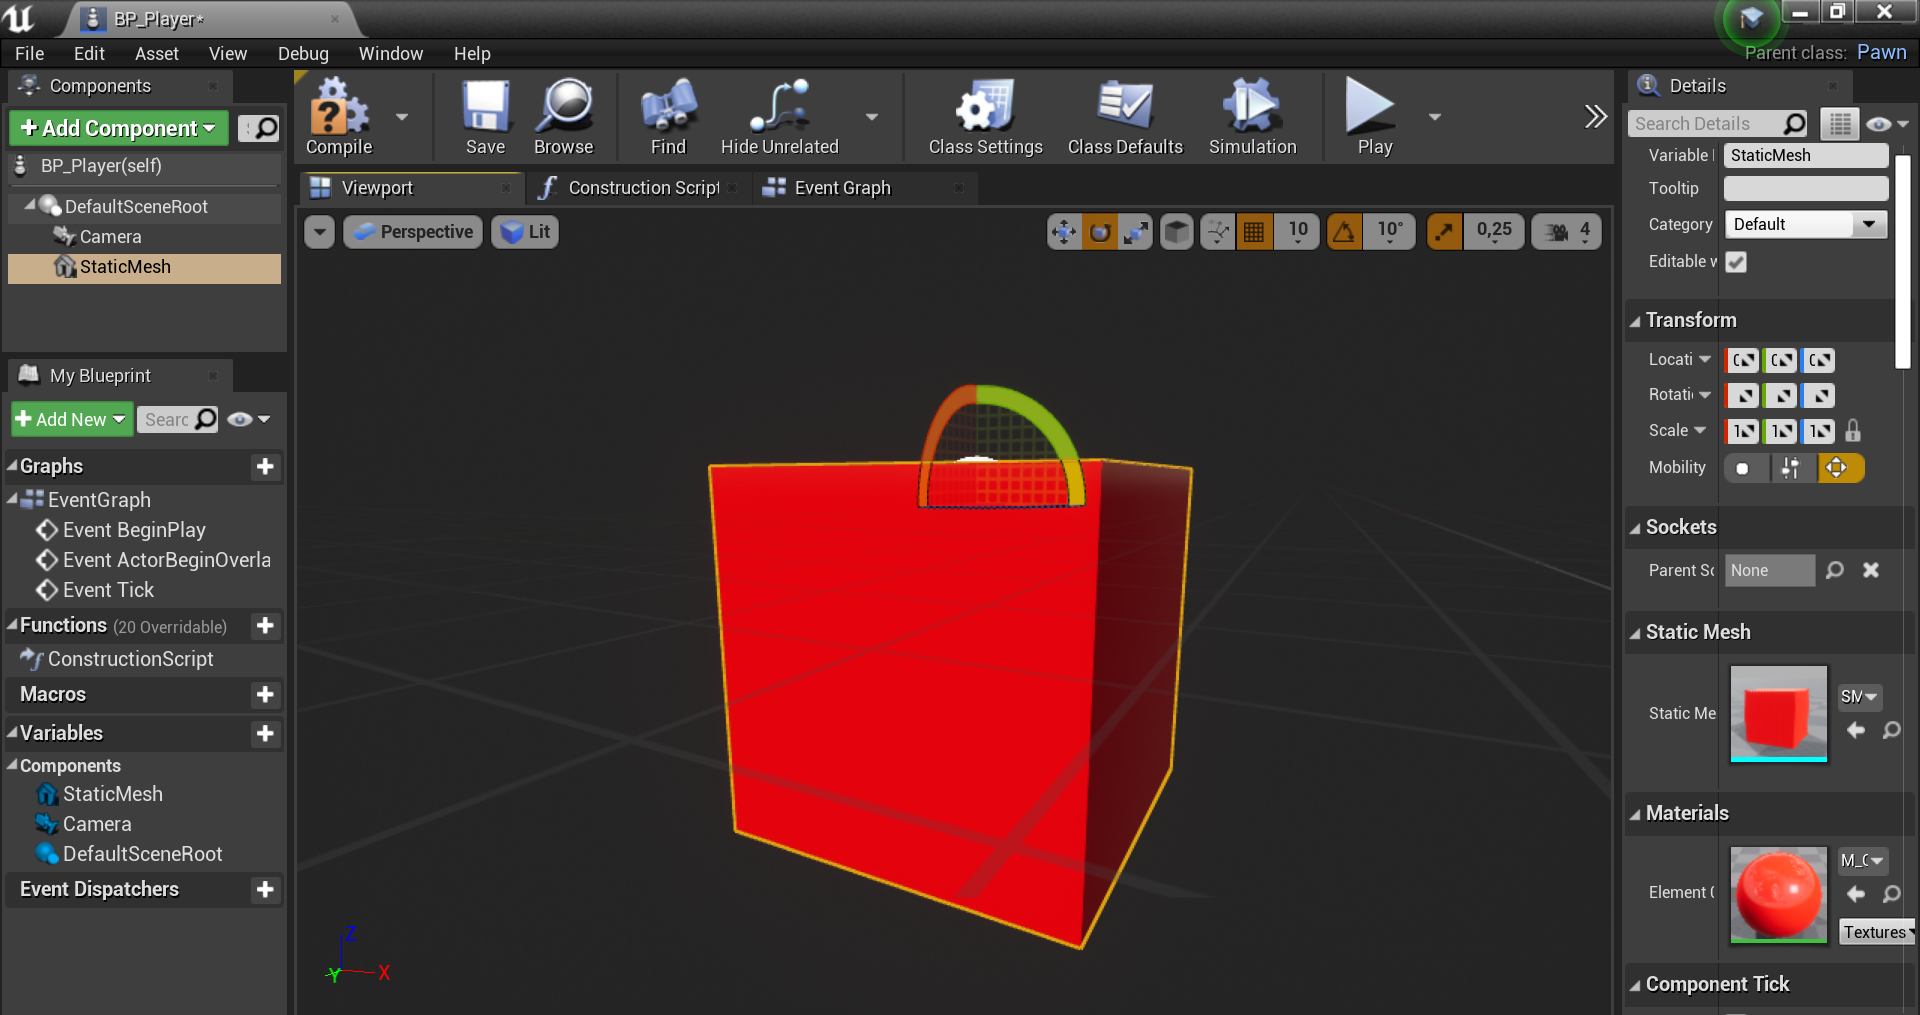 BP_Player*
File Edit Asset View Debug Window Help
Parent class: Pawn
Components
Add Component
BP_Player(self)
DefaultSceneRoot
Camera
StaticMesh
My Blueprint
Add New
Searc
Graphs
EventGraph
Event BeginPlay
Event ActorBeginOverla
Event Tick
Functions (20 Overridable)
ConstructionScript
Macros
Variables
Components
StaticMesh
Camera
DefaultSceneRoot
Event Dispatchers
Compile Save Browse Find Hide Unrelated Class Settings Class Defaults Simulation Play
Viewport Construction Script Event Graph
Perspective Lit 10 10° 0,25 4
Z
Y X
Details
Search Details
Variable StaticMesh
Tooltip
Category Default
Editable w
Transform
Locati
Rotati
Scale 1 1 1
Mobility
Sockets
Parent Sc None
Static Mesh
Static Me SM
Materials
Element M_C
Textures
Component Tick